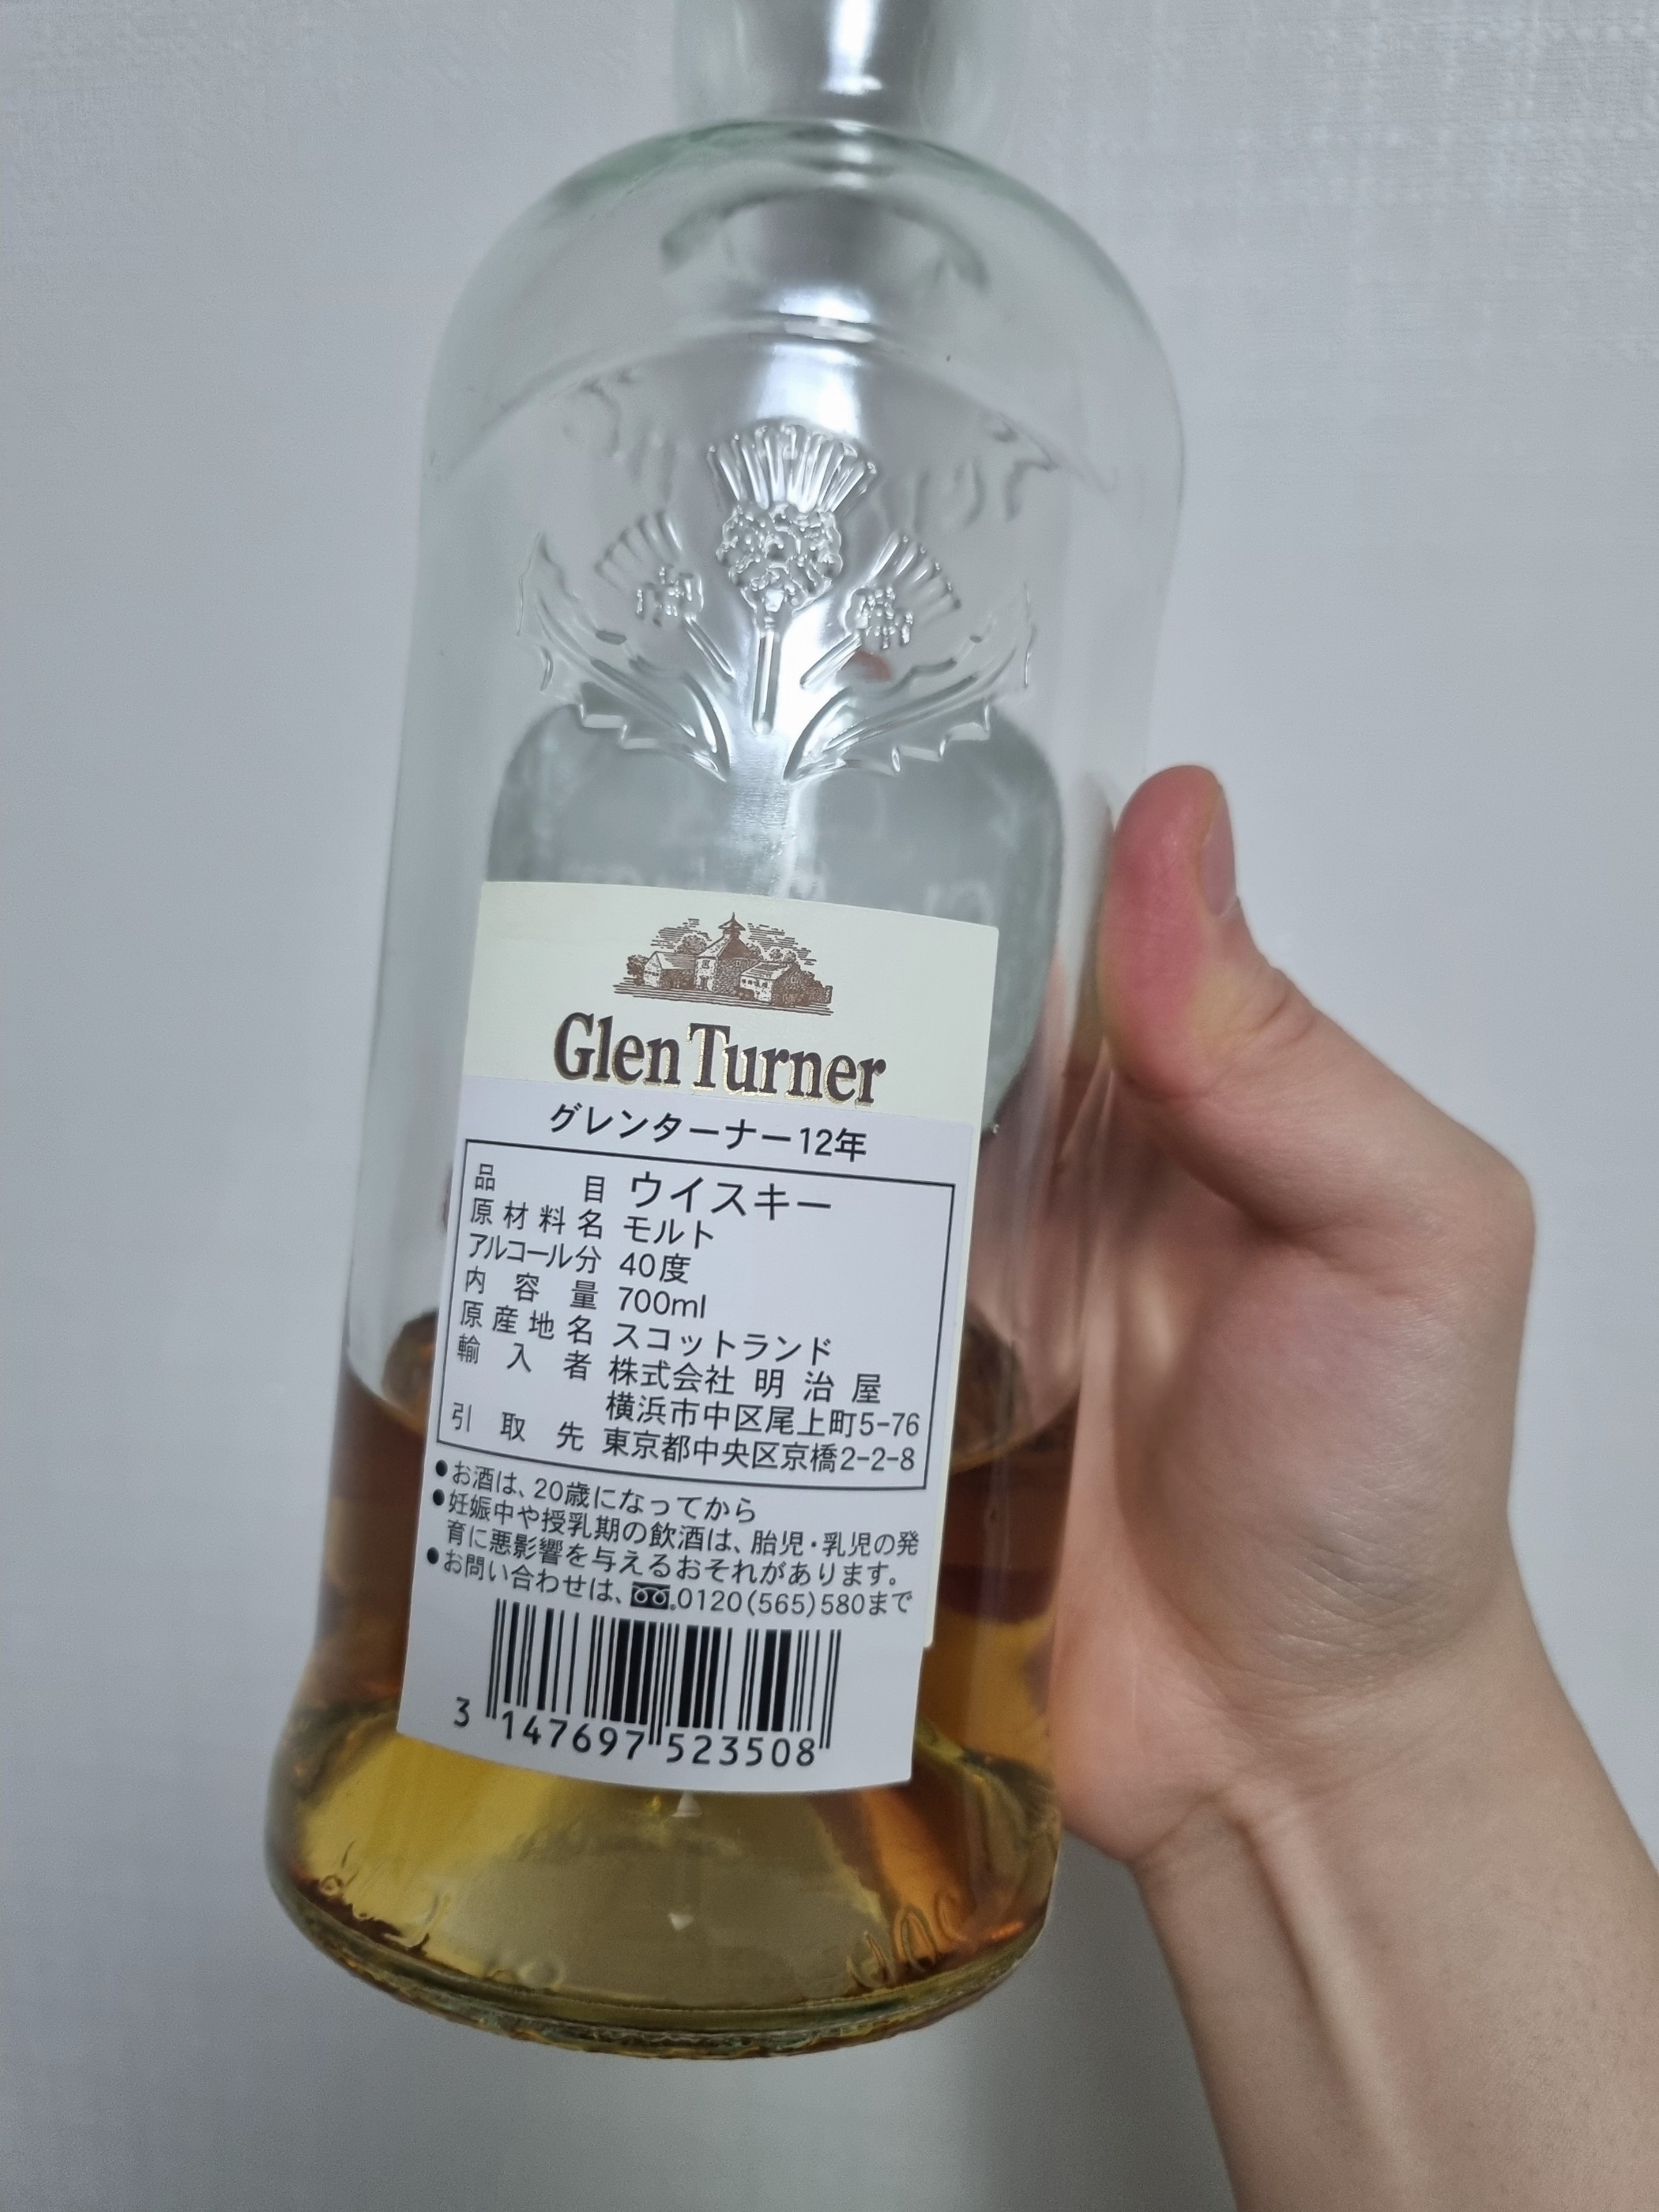 Glen Turner
グレンターナー12年
品目 ウイスキー
原材料名 モルト
アルコール分 40度
内容量 700ml
原産地名 スコットランド
輸入者 株式会社 明治屋
横浜市中区尾上町5-76
引取先 東京都中央区京橋2-2-8
●お酒は、20歳になってから
●妊娠中や授乳期の飲酒は、胎児・乳児の発
育に悪影響を与えるおそれがあります。
●お問い合わせは、0120(565)580まで
3 147697 523508